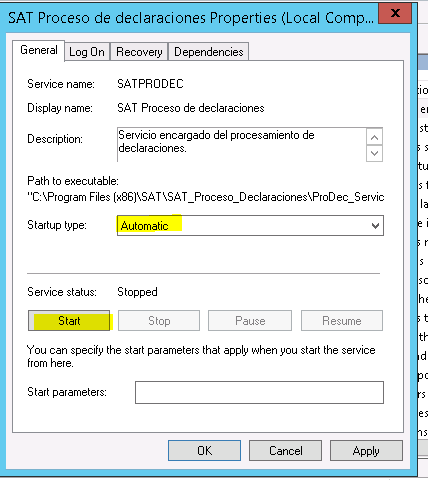 SAT Proceso de declaraciones Properties (Local Comp...
x
General
Log On
Recovery
Dependencies
Service name: SATPRODEC
Display name: SAT Proceso de declaraciones
Description: Servicio encargado del procesamiento de
declaraciones.
Path to executable:
"C:\Program Files (x86)\SAT\SAT_Proceso_Declaraciones\ProDec_Servic
Startup type: Automatic
Service status: Stopped
Start Stop Pause Resume
You can specify the start parameters that apply when you start the service
from here.
Start parameters:
OK Cancel Apply